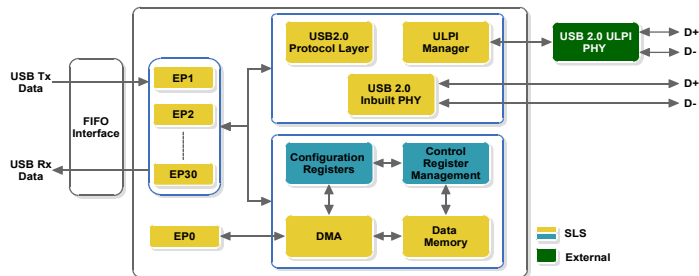 USB Tx
Data
USB Rx
Data
FIFO
Interface
EP1
EP2
EP30
EP0
USB2.0
Protocol Layer
ULPI
Manager
USB 2.0
Inbuilt PHY
USB 2.0 ULPI
PHY
D+
D-
D+
D-
Configuration
Registers
Control
Register
Management
DMA
Data
Memory
SLS
External